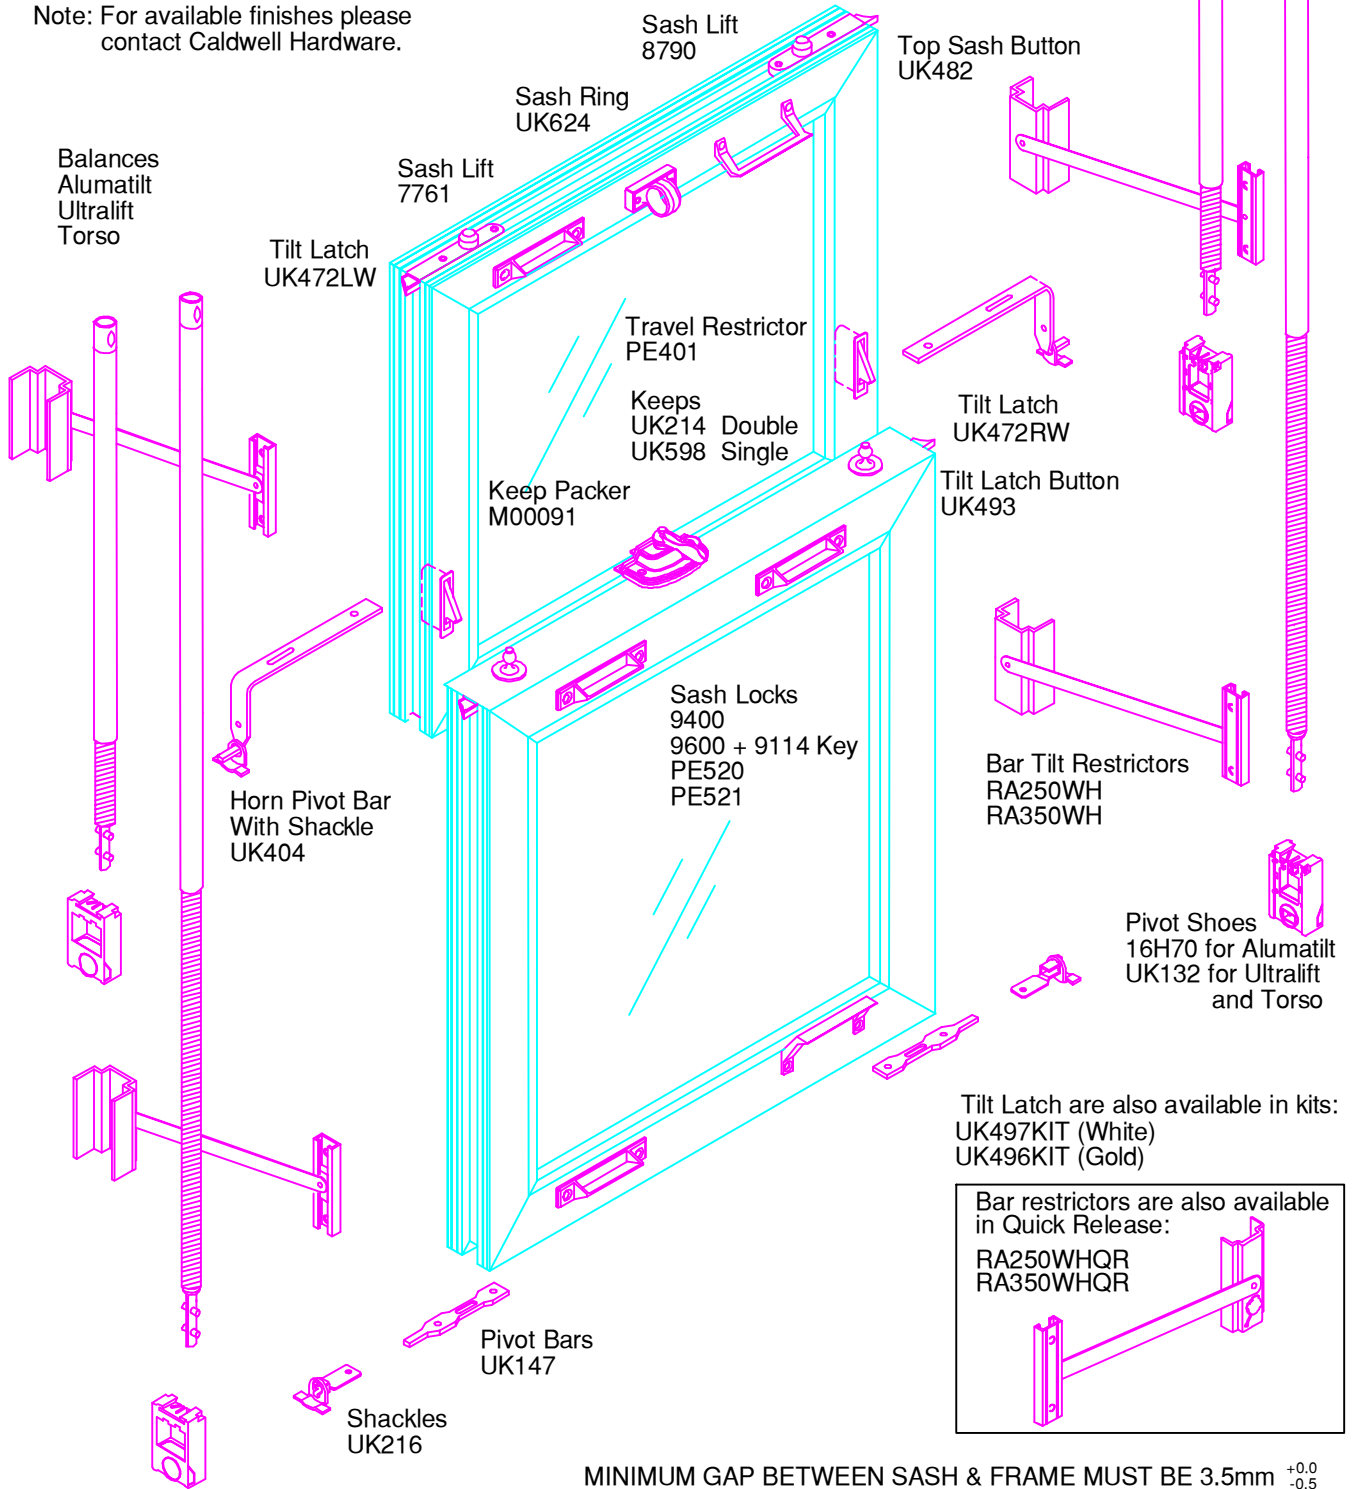 Note: For available finishes please
contact Caldwell Hardware.
Sash Lift
8790
Top Sash Button
UK482
Sash Ring
UK624
Balances
Alumatilt
Ultralift
Torso
Sash Lift
7761
Tilt Latch
UK472LW
Travel Restrictor
PE401
Keeps
UK214 Double
UK598 Single
Tilt Latch
UK472RW
Keep Packer
M00091
Tilt Latch Button
UK493
Sash Locks
9400
9600 + 9114 Key
PE520
PE521
Bar Tilt Restrictors
RA250WH
RA350WH
Horn Pivot Bar
With Shackle
UK404
Pivot Shoes
16H70 for Alumatilt
UK132 for Ultralift
and Torso
Tilt Latch are also available in kits:
UK497KIT (White)
UK496KIT (Gold)
Bar restrictors are also available
in Quick Release:
RA250WHQR
RA350WHQR
Pivot Bars
UK147
Shackles
UK216
MINIMUM GAP BETWEEN SASH & FRAME MUST BE 3.5mm +0.0
-0.5